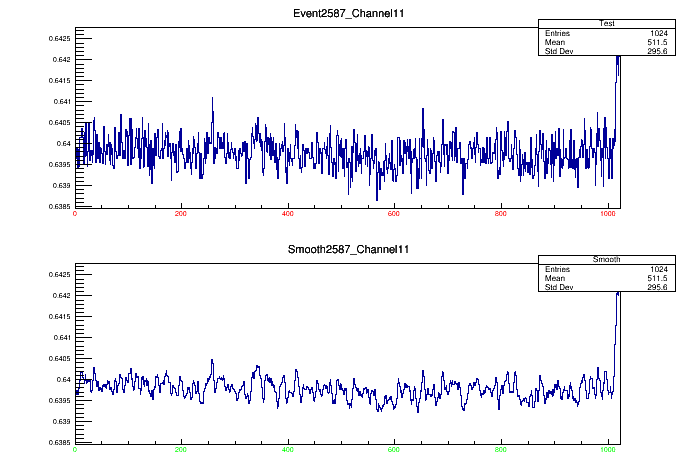 Event2587_Channel11
Test
Entries 1024
Mean 511.5
Std Dev 295.6
0.6425
0.642
0.6415
0.641
0.6405
0.64
0.6395
0.639
0.6385
0 200 400 600 800 1000
Smooth2587_Channel11
Smooth
Entries 1024
Mean 511.5
Std Dev 295.6
0.6425
0.642
0.6415
0.641
0.6405
0.64
0.6395
0.639
0.6385
0 200 400 600 800 1000